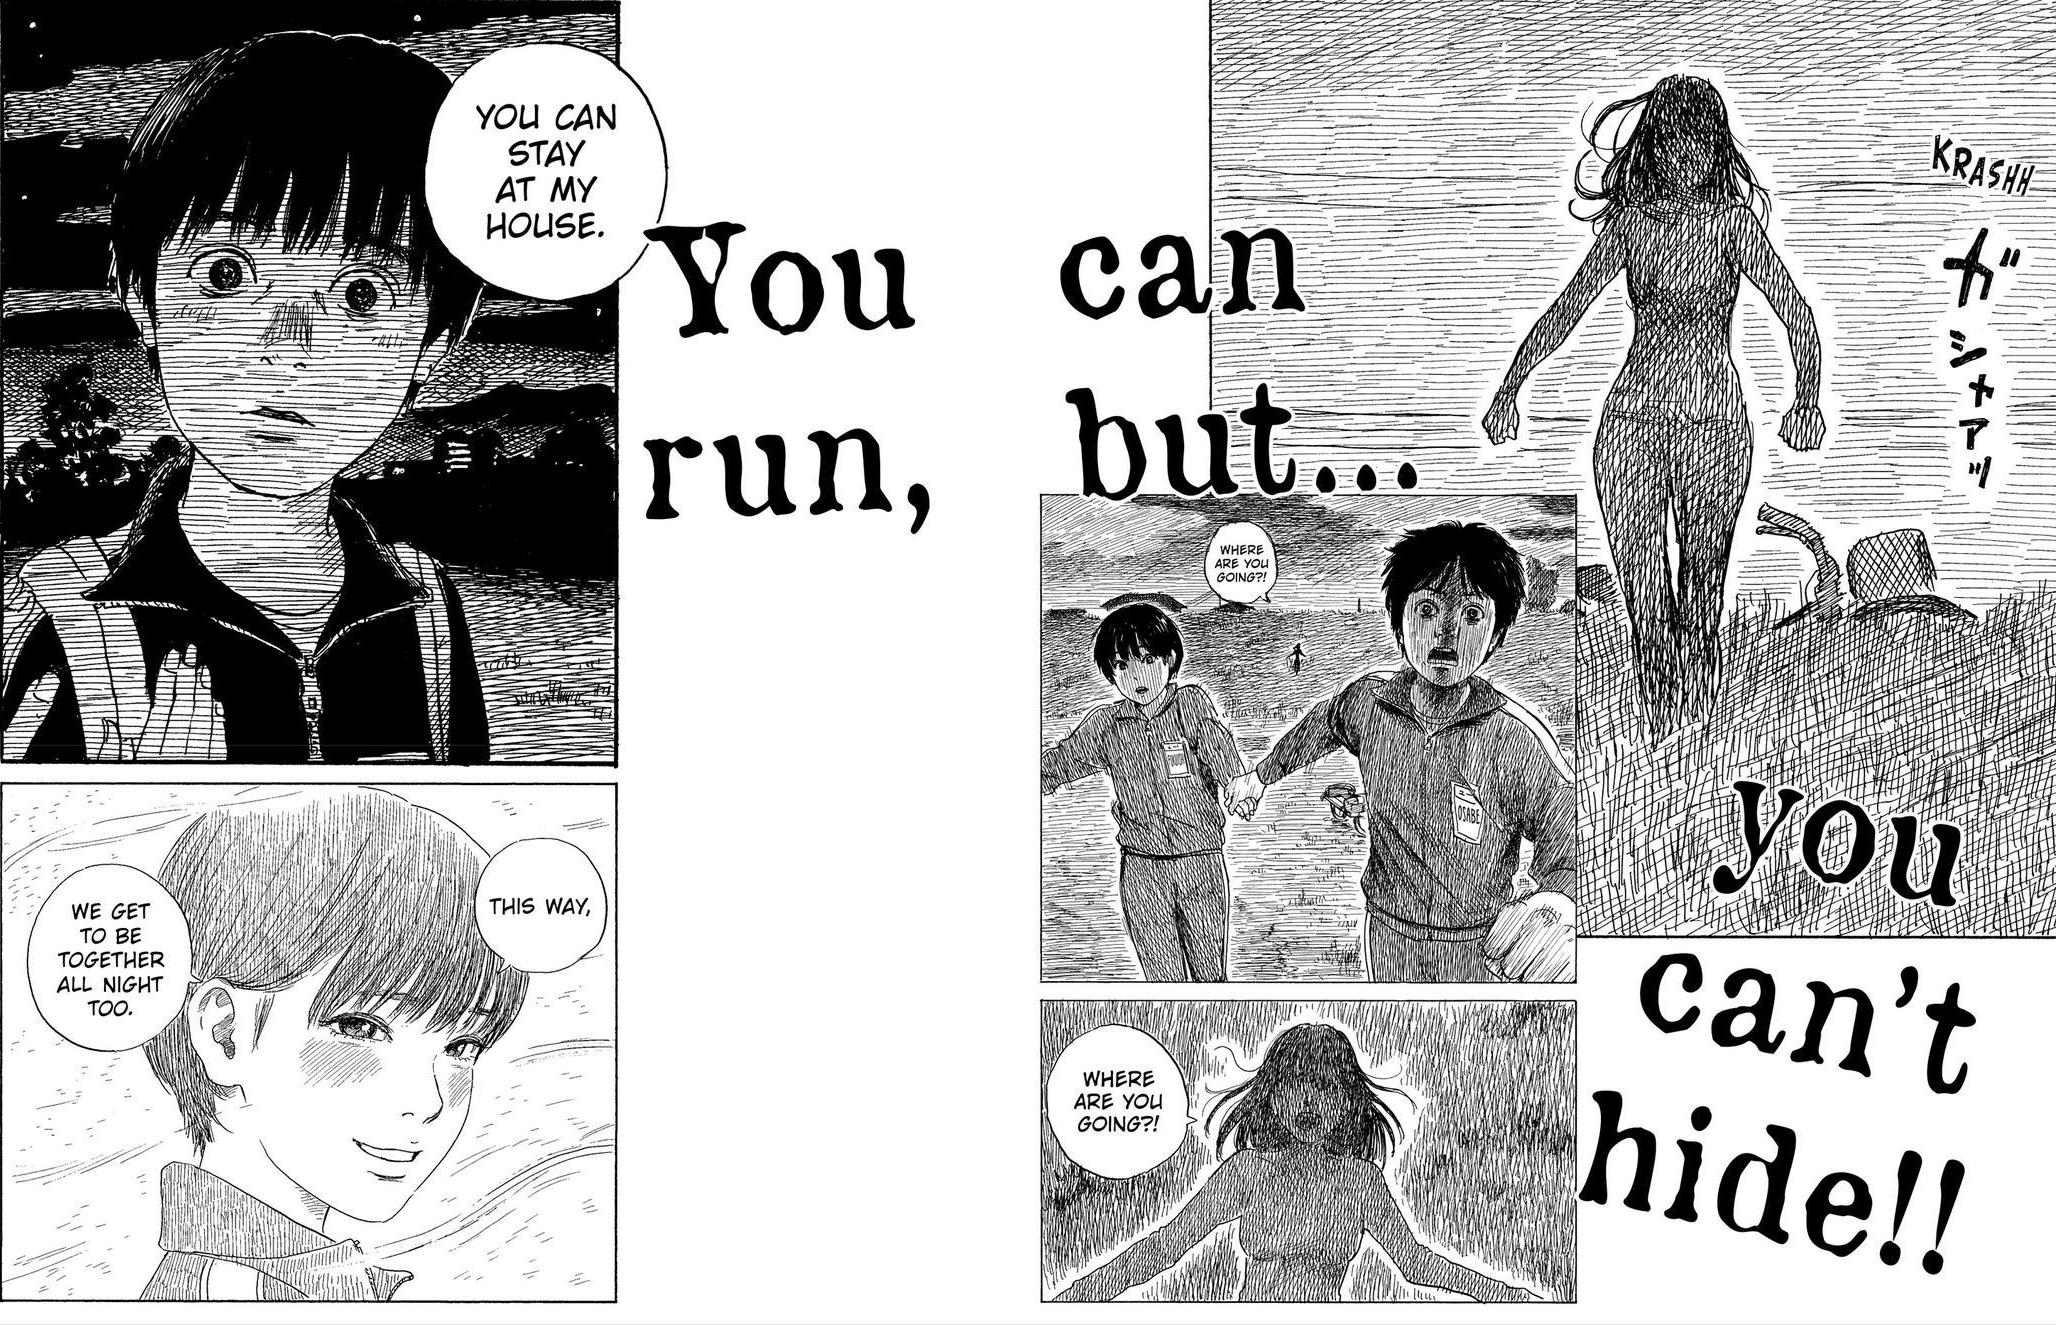 YOU CAN
STAY
AT MY
HOUSE.
THIS WAY,
WE GET
TO BE
TOGETHER
ALL NIGHT
TOO.
You can
run, but...
you
can't
hide!!
KRASHH
ガシャアッ
WHERE
ARE YOU
GOING?!
OSABE
WHERE
ARE YOU
GOING?!